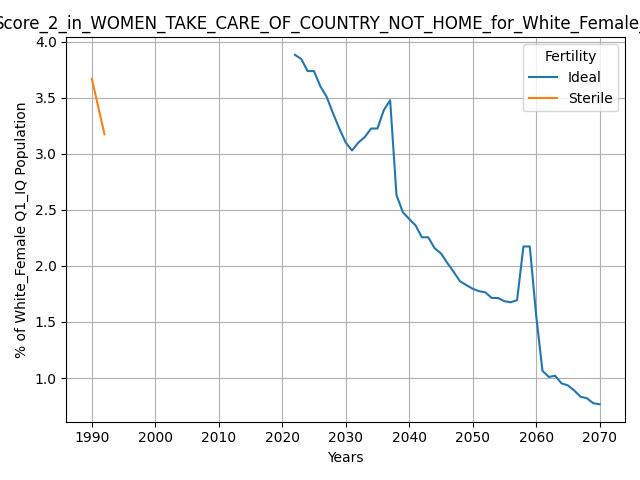 Score_2_in_WOMEN_TAKE_CARE_OF_COUNTRY_NOT_HOME_for_White_Female_
Fertility
Ideal
Sterile
% of White_Female Q1_IQ Population
4.0
3.5
3.0
2.5
2.0
1.5
1.0
1990 2000 2010 2020 2030 2040 2050 2060 2070
Years